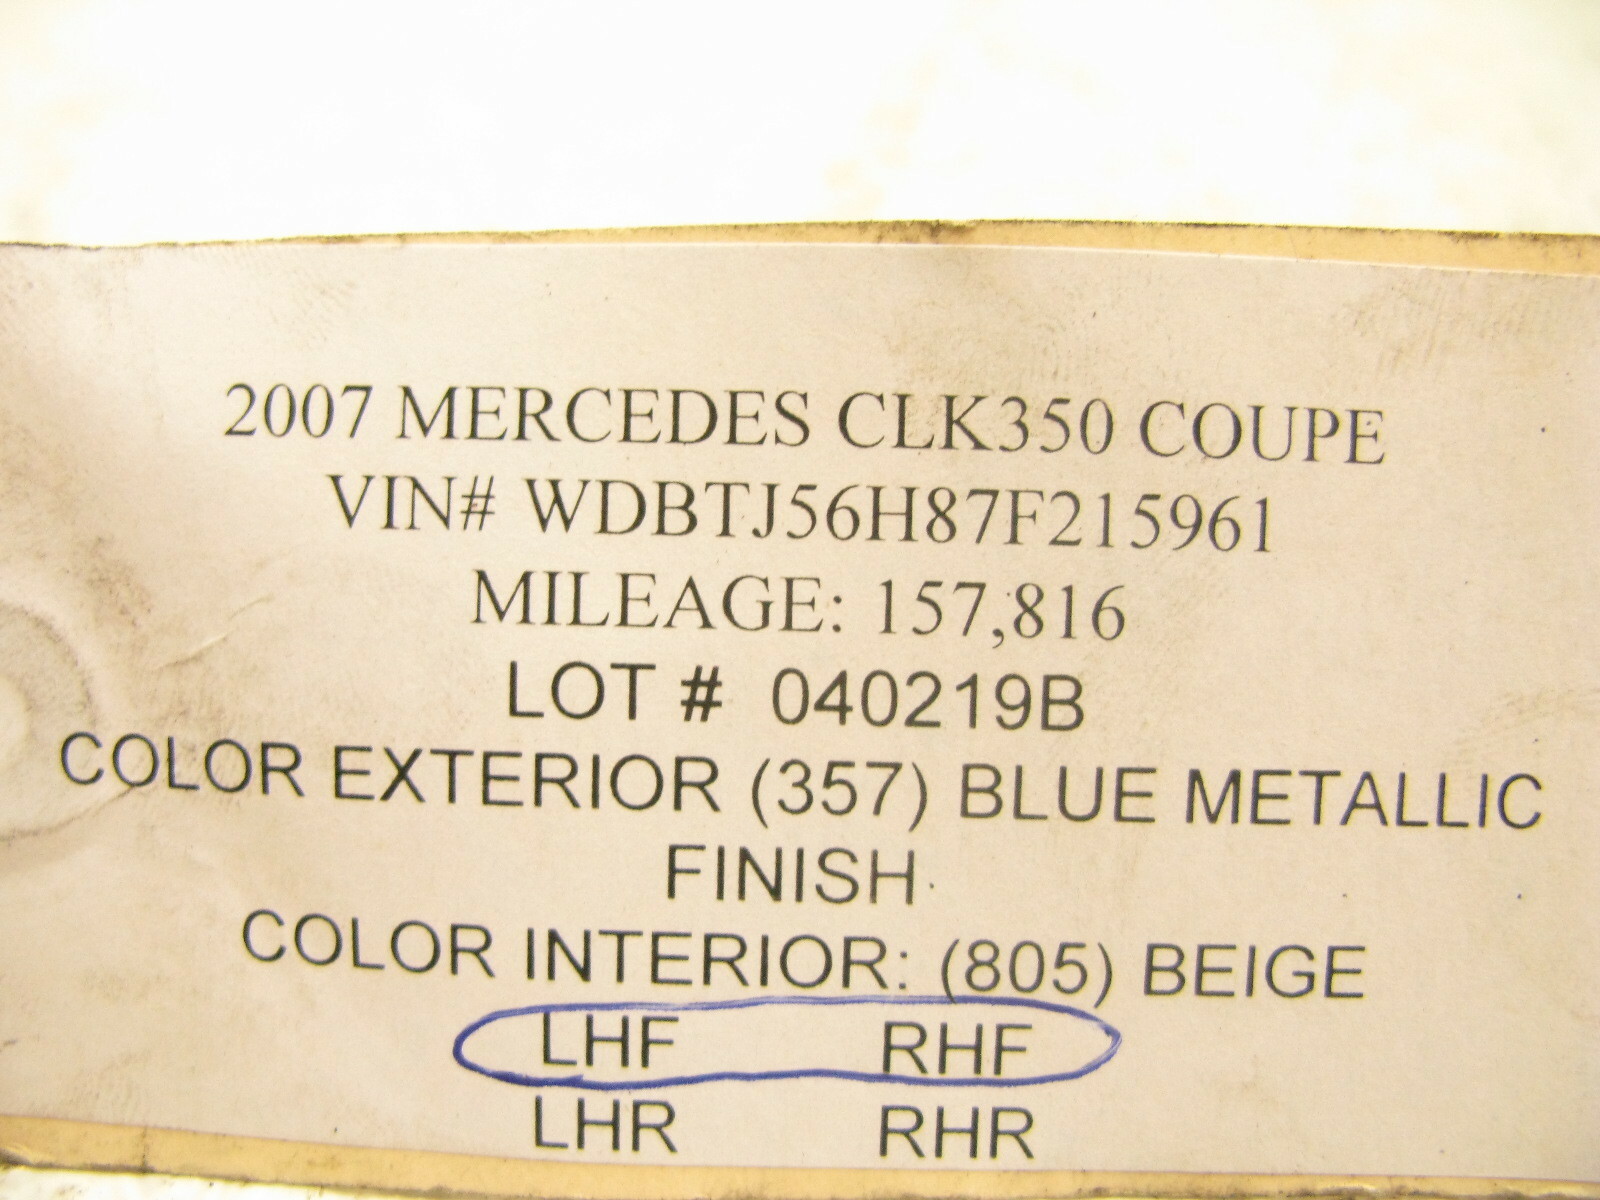 2007 MERCEDES CLK350 COUPE
VIN# WDBTJ56H87F215961
MILEAGE: 157,816
LOT # 040219B
COLOR EXTERIOR (357) BLUE METALLIC
FINISH
COLOR INTERIOR: (805) BEIGE
LHF RHF
LHR RHR